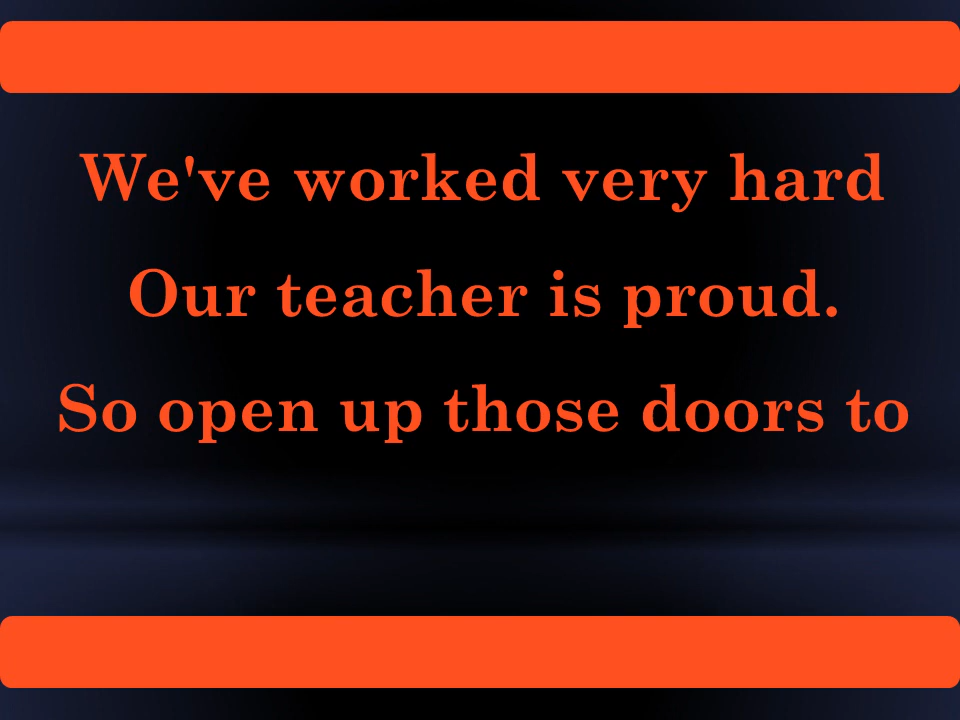 We've worked very hard
Our teacher is proud.
So open up those doors to